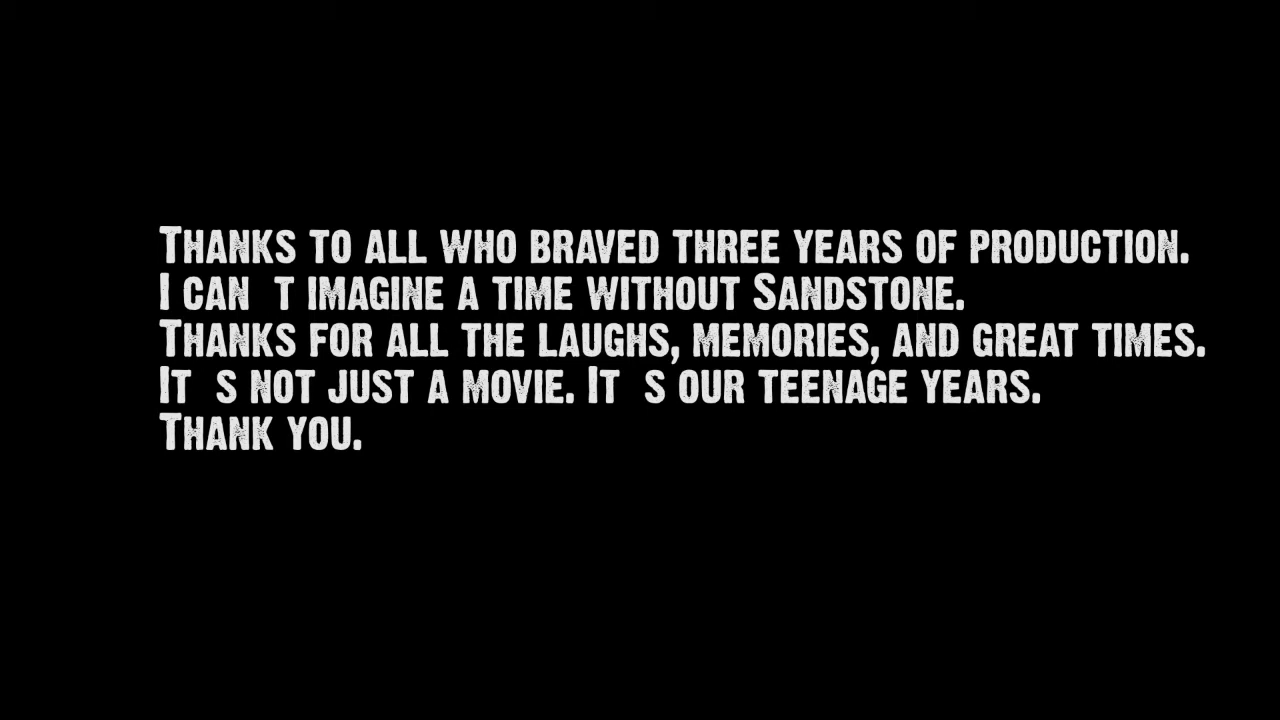 Thanks to all who braved three years of production.
I can  t imagine a time without Sandstone.
Thanks for all the laughs, memories, and great times.
It  s not just a movie. It  s our teenage years.
Thank you.